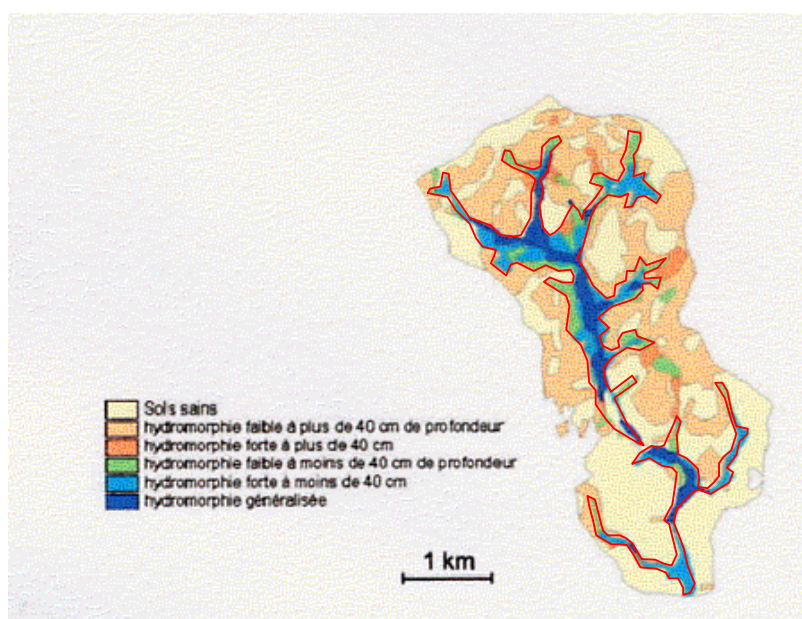 Sols sains
hydromorphie faible à plus de 40 cm de profondeur
hydromorphie forte à plus de 40 cm
hydromorphie faible à moins de 40 cm de profondeur
hydromorphie forte à moins de 40 cm
hydromorphie généralisée
1 km